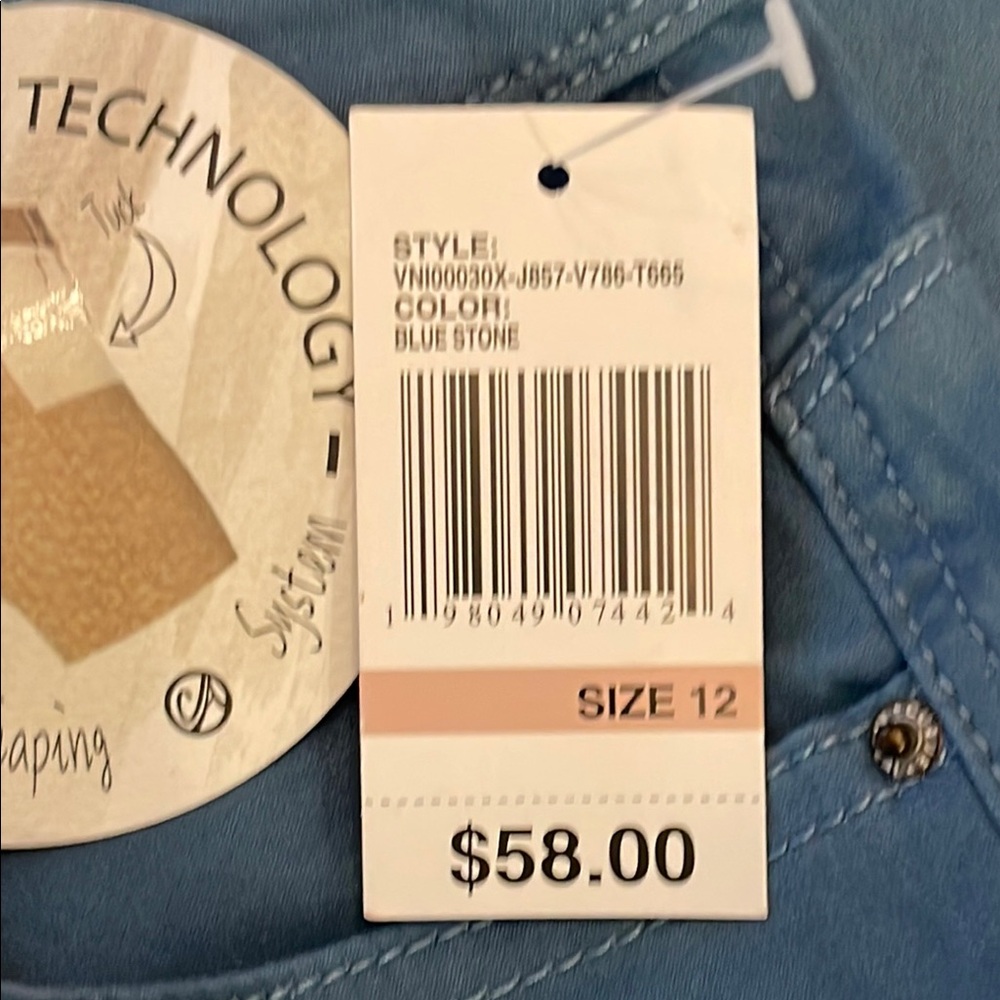 TECHNOLOGY -
Tuck
System
aping
STYLE:
VNI00030X-J857-V786-T665
COLOR:
BLUE STONE
1 98049 07442 4
SIZE 12
$58.00